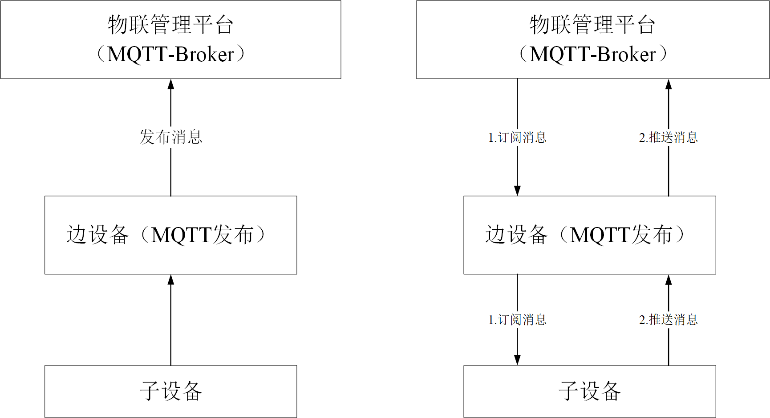 物联管理平台
（MQTT-Broker）
发布消息
边设备（MQTT发布）
子设备
物联管理平台
（MQTT-Broker）
1.订阅消息
2.推送消息
边设备（MQTT发布）
1.订阅消息
2.推送消息
子设备